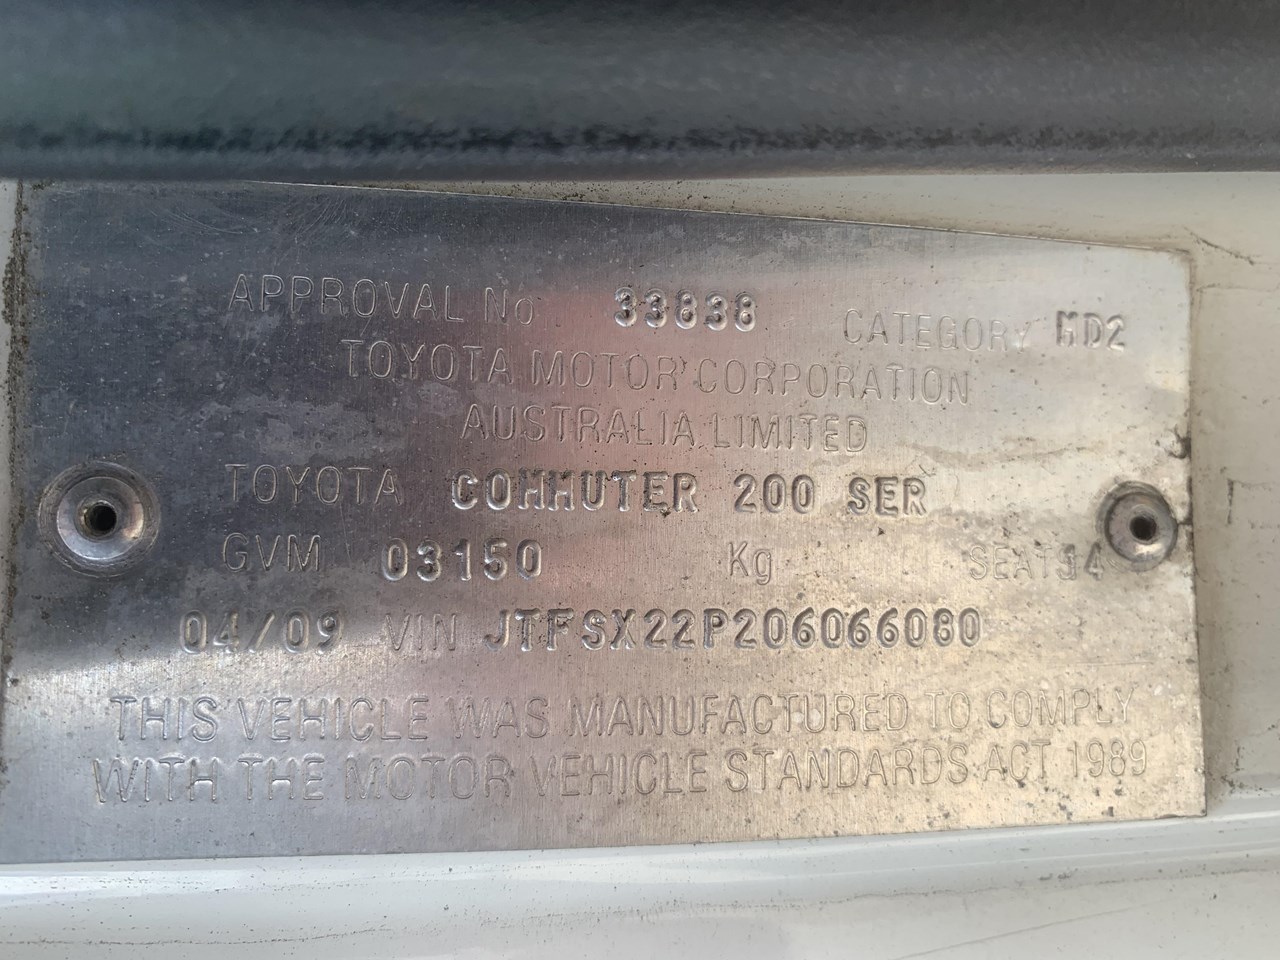 APPROVAL No 33838 CATEGORY MD2
TOYOTA MOTOR CORPORATION
AUSTRALIA LIMITED
TOYOTA COMMUTER 200 SER
GVM 03150 Kg SEATS 14
04/09 VIN JTFSX22P206066080
THIS VEHICLE WAS MANUFACTURED TO COMPLY
WITH THE MOTOR VEHICLE STANDARDS ACT 1989